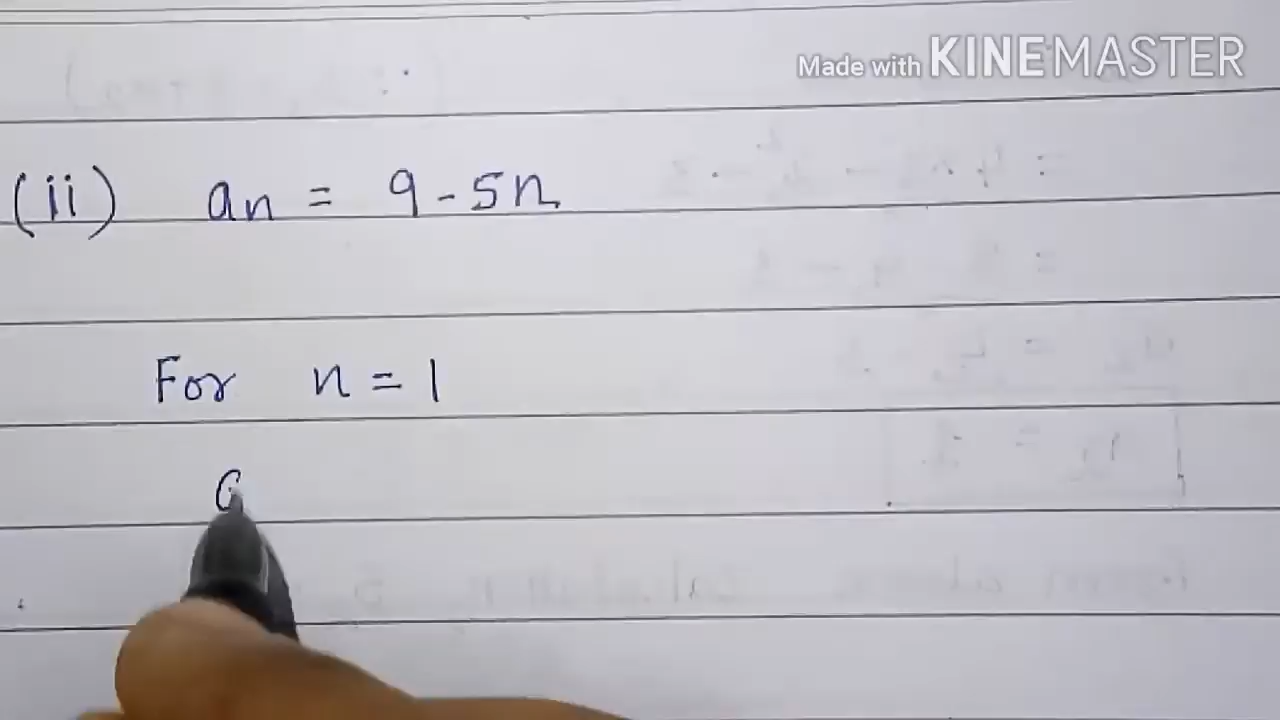 Made with KINEMASTER
(ii) an = 9 - 5n
For n = 1